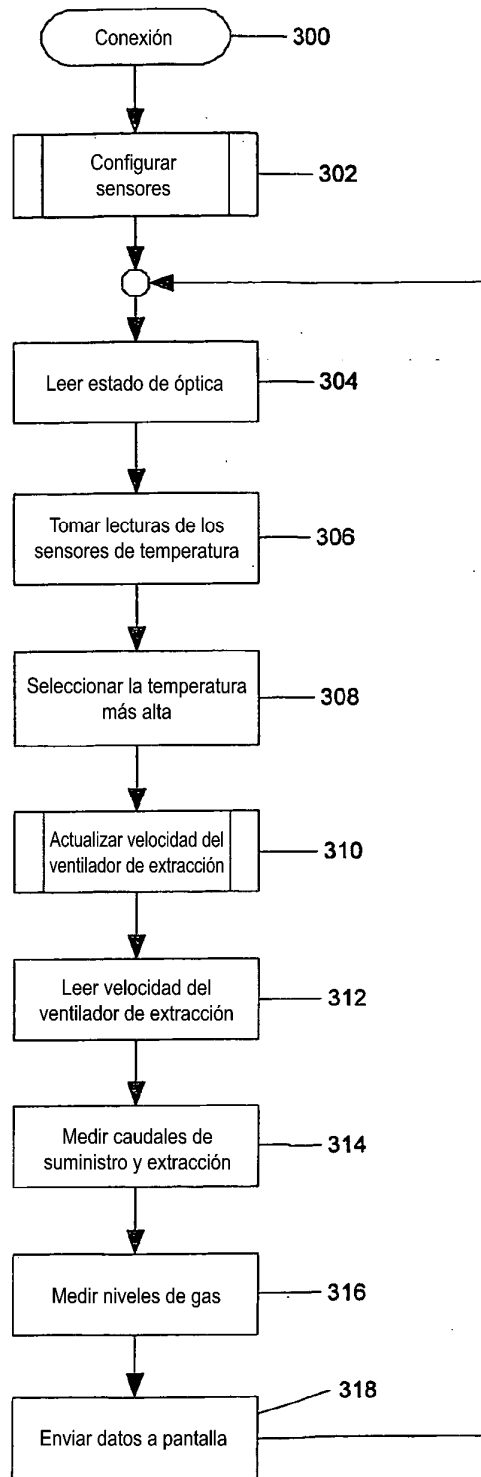 Conexión
300
Configurar
sensores
302
Leer estado de óptica
304
Tomar lecturas de los
sensores de temperatura
306
Seleccionar la temperatura
más alta
308
Actualizar velocidad del
ventilador de extracción
310
Leer velocidad del
ventilador de extracción
312
Medir caudales de
suministro y extracción
314
Medir niveles de gas
316
318
Enviar datos a pantalla